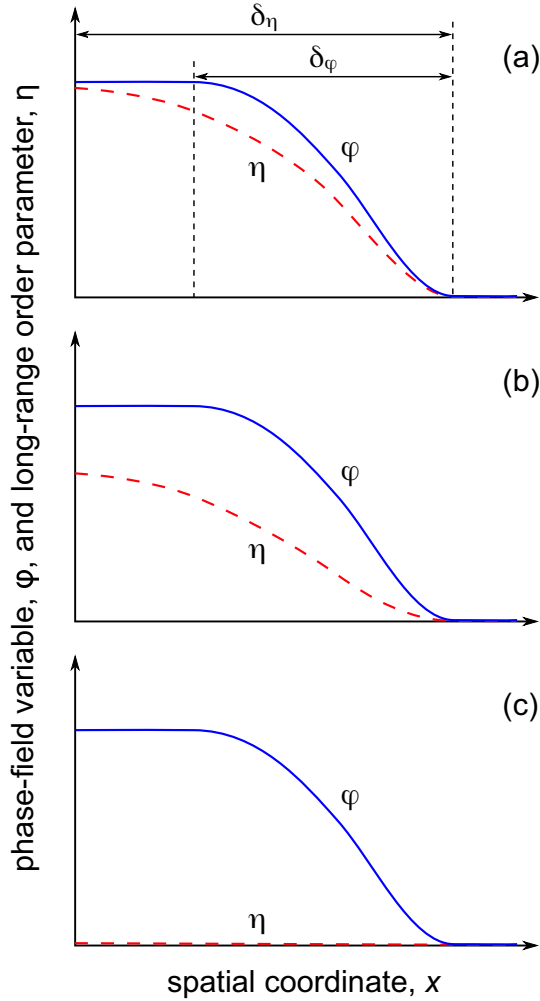 δη
(a)
δφ
φ
η
(b)
φ
η
(c)
φ
η
phase-field variable, φ, and long-range order parameter, η
spatial coordinate, x